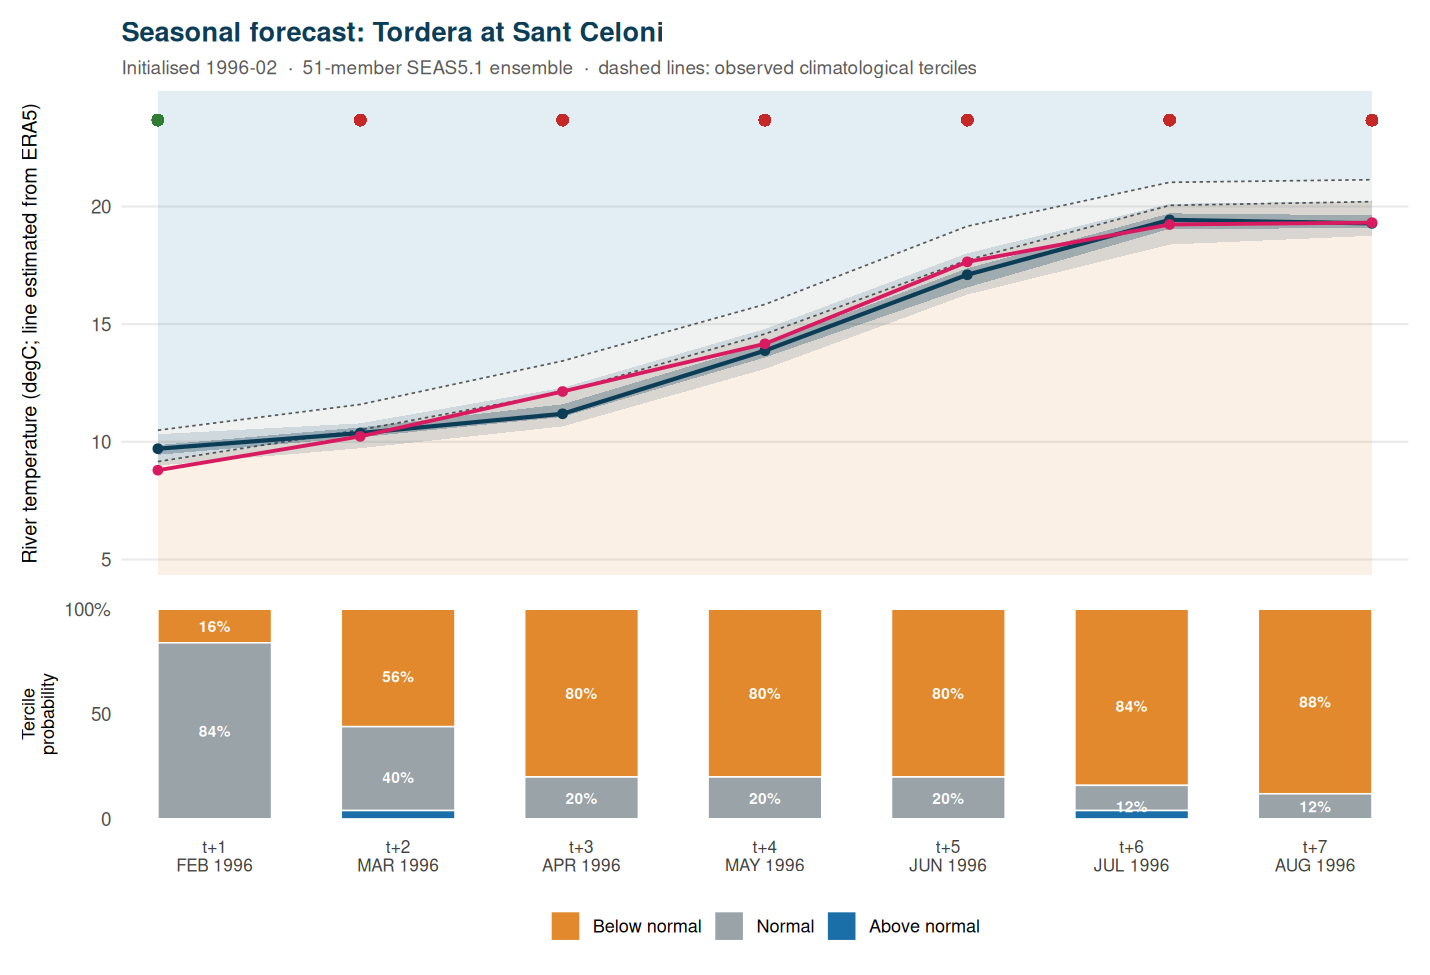 Seasonal forecast: Tordera at Sant Celoni
Initialised 1996-02 · 51-member SEAS5.1 ensemble · dashed lines: observed climatological terciles
River temperature (degC; line estimated from ERA5)
20
15
10
5
Tercile
probability
100%
50
0
16%
84%
56%
40%
80%
20%
80%
20%
80%
20%
84%
12%
88%
12%
t+1
FEB 1996
t+2
MAR 1996
t+3
APR 1996
t+4
MAY 1996
t+5
JUN 1996
t+6
JUL 1996
t+7
AUG 1996
Below normal
Normal
Above normal